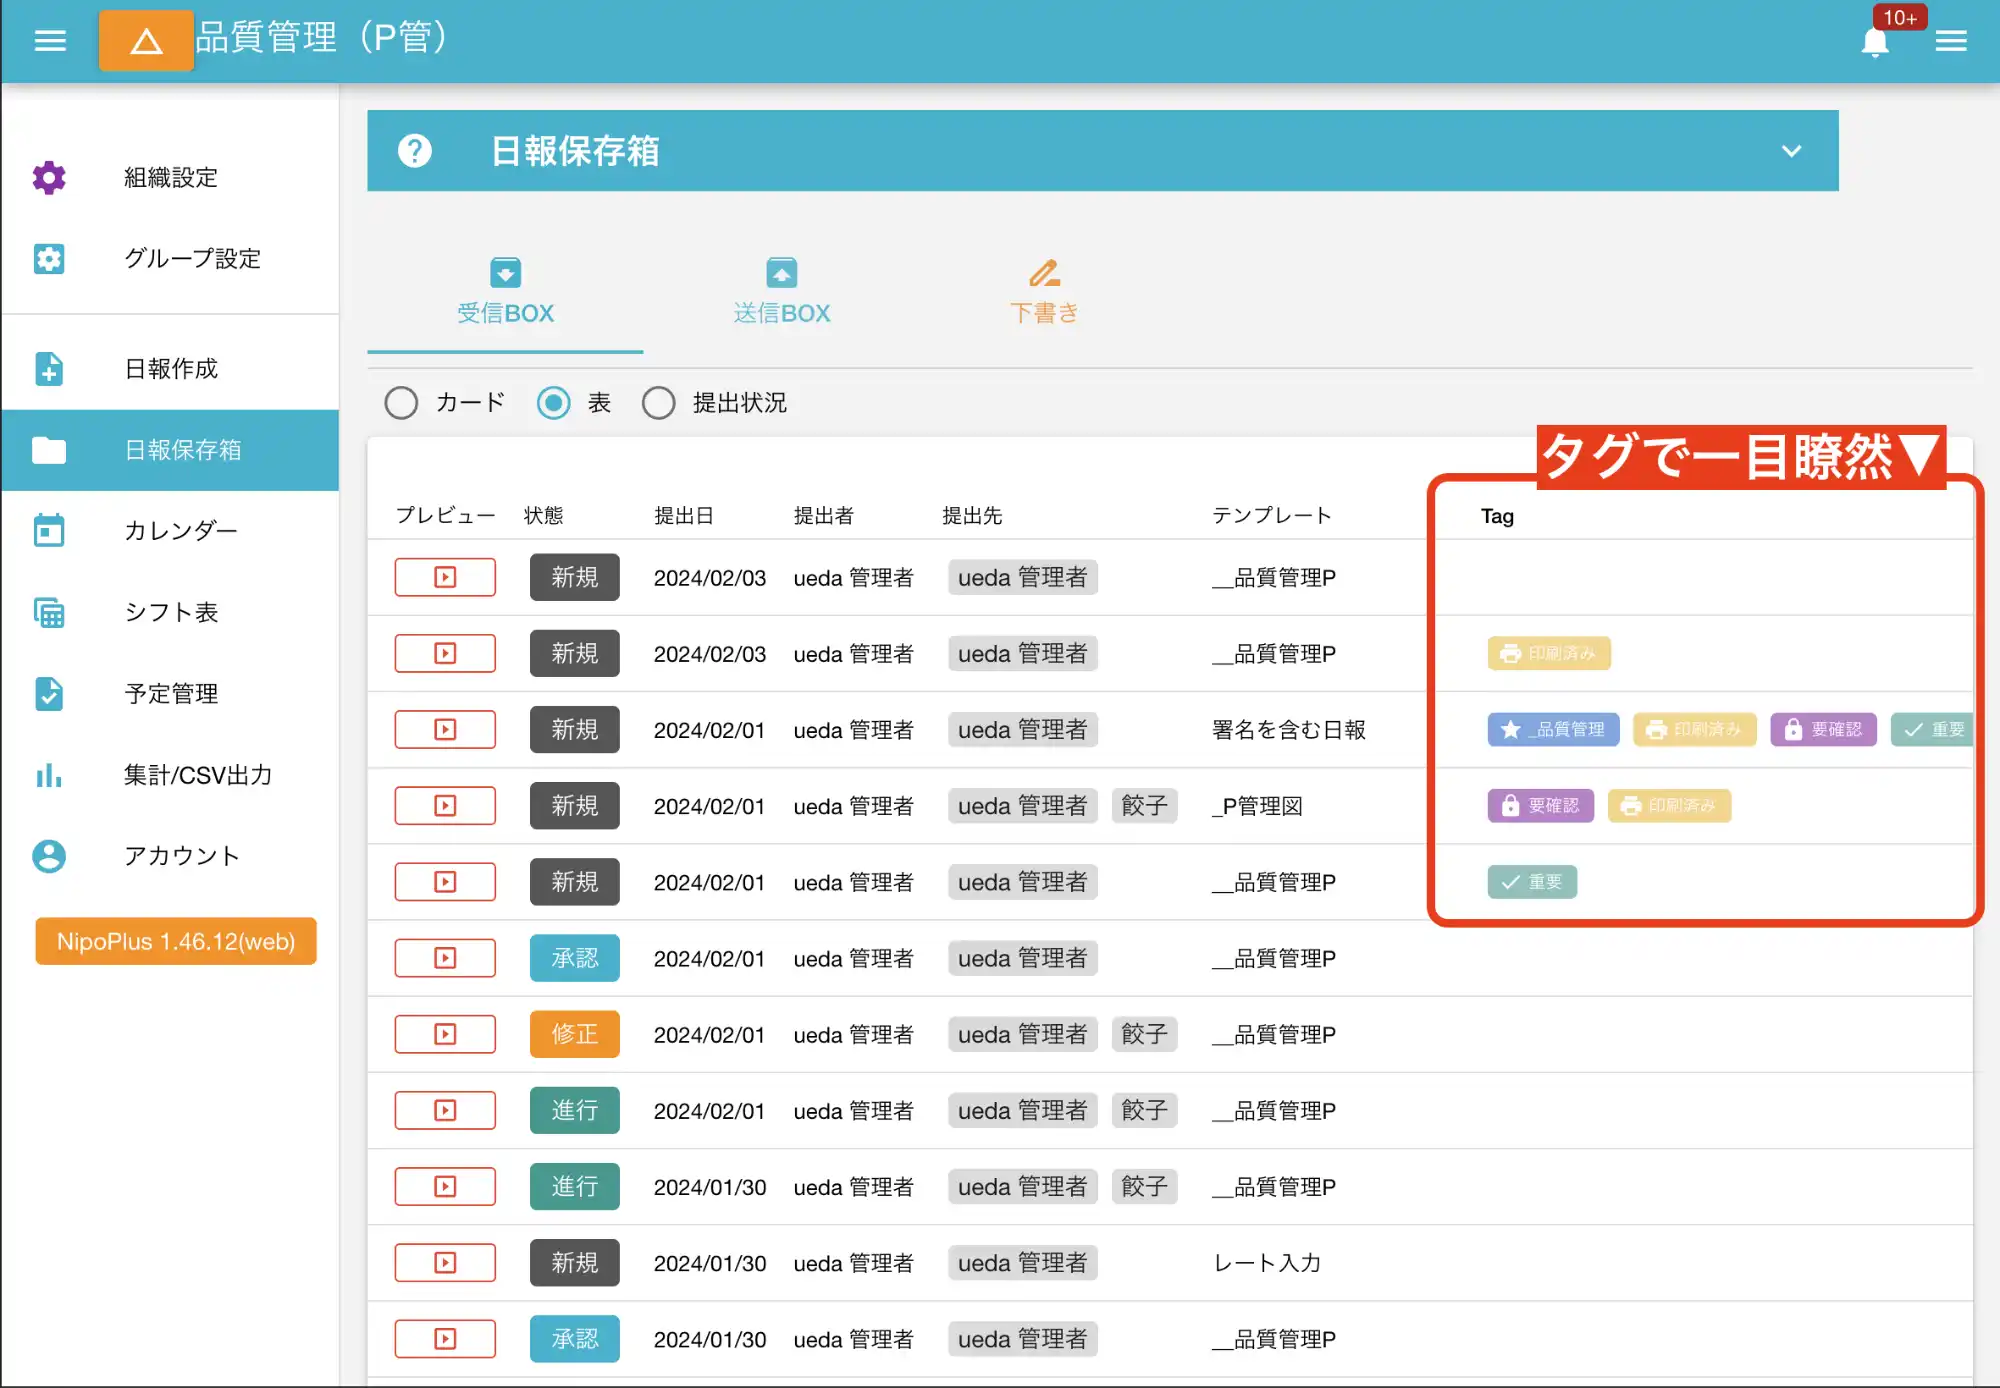 品質管理（P管）
10+
組織設定
グループ設定
日報作成
日報保存箱
カレンダー
シフト表
予定管理
集計/CSV出力
アカウント
NipoPlus 1.46.12(web)
日報保存箱
受信BOX 送信BOX 下書き
カード 表 提出状況
タグで一目瞭然▼
プレビュー 状態 提出日 提出者 提出先 テンプレート Tag
新規 2024/02/03 ueda 管理者 ueda 管理者 __品質管理P
新規 2024/02/03 ueda 管理者 ueda 管理者 __品質管理P 印刷済み
新規 2024/02/01 ueda 管理者 ueda 管理者 署名を含む日報 _品質管理 印刷済み 要確認 重要
新規 2024/02/01 ueda 管理者 ueda 管理者 餃子 _P管理図 要確認 印刷済み
新規 2024/02/01 ueda 管理者 ueda 管理者 __品質管理P 重要
承認 2024/02/01 ueda 管理者 ueda 管理者 __品質管理P
修正 2024/02/01 ueda 管理者 ueda 管理者 餃子 __品質管理P
進行 2024/02/01 ueda 管理者 ueda 管理者 餃子 __品質管理P
進行 2024/01/30 ueda 管理者 ueda 管理者 餃子 __品質管理P
新規 2024/01/30 ueda 管理者 ueda 管理者 レート入力
承認 2024/01/30 ueda 管理者 ueda 管理者 __品質管理P